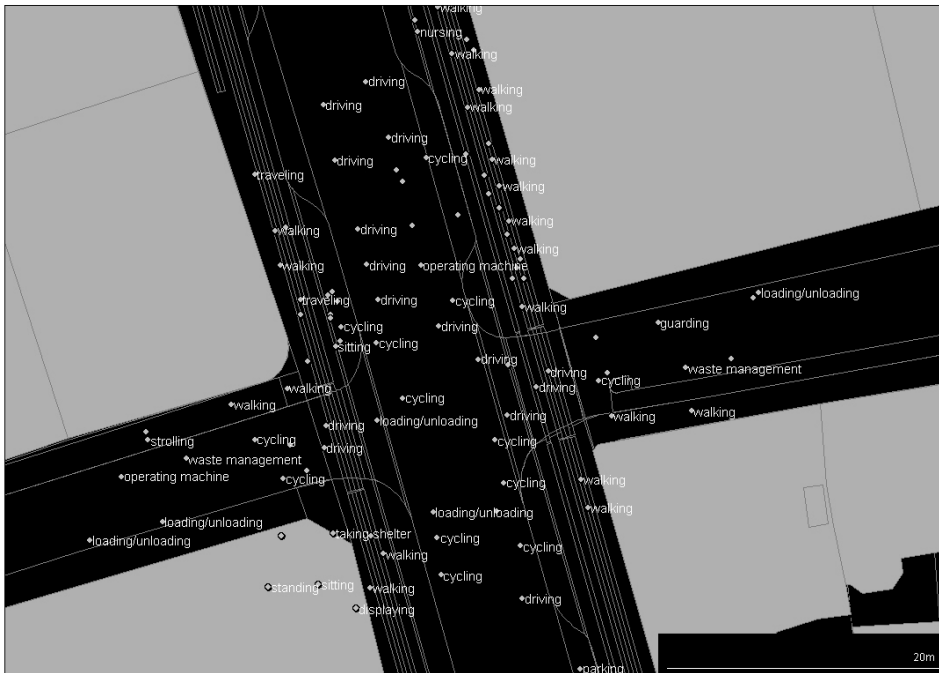 walking
nursing
walking
driving
walking
driving
walking
driving
driving
cycling
walking
traveling
walking
walking
walking
driving
walking
walking
driving
operating machine
loading/unloading
traveling
driving
cycling
walking
guarding
cycling
driving
sitting
cycling
driving
driving
waste management
walking
driving
cycling
cycling
walking
loading/unloading
driving
walking
walking
driving
strolling
cycling
cycling
driving
waste management
operating machine
cycling
cycling
walking
walking
loading/unloading
loading/unloading
taking shelter
cycling
loading/unloading
cycling
walking
cycling
standing
sitting
walking
driving
displaying
20m
parking